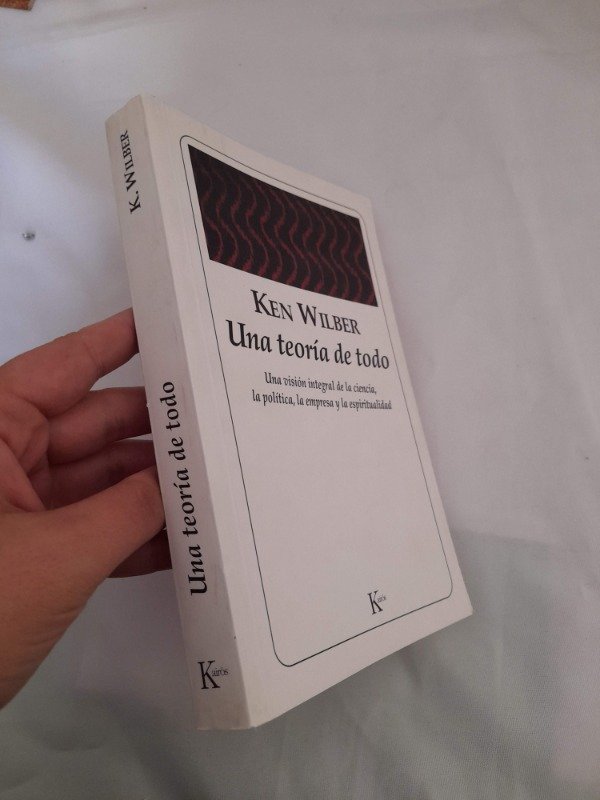 K. WILBER
Una teoría de todo
Kairós
KEN WILBER
Una teoría de todo
Una visión integral de la ciencia,
la política, la empresa y la espiritualidad
Kairós